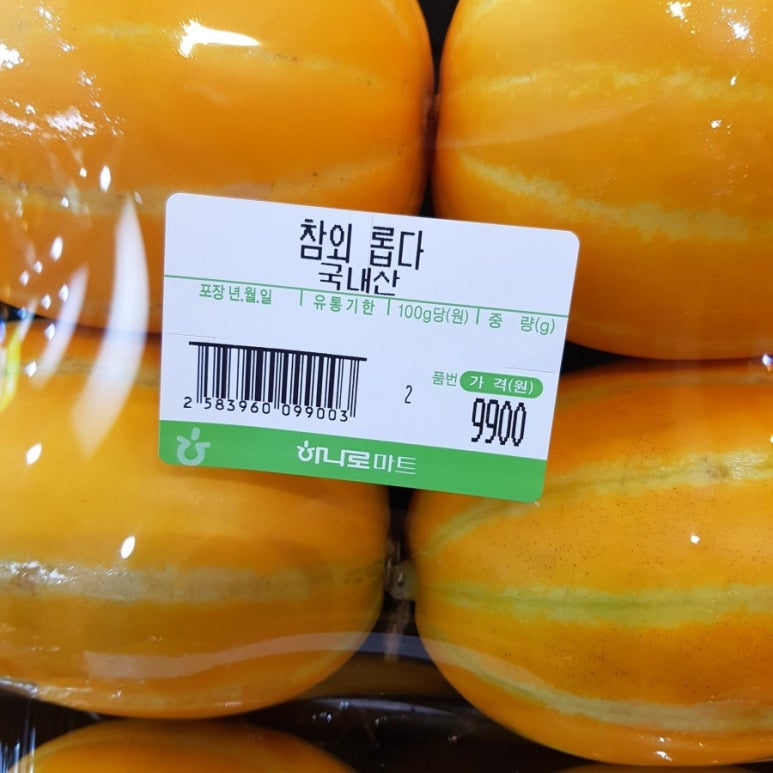 참외 롭다
국내산
포장 년.월.일 유통기한 100g당(원) 중 량(g)
품번 가 격(원)
2 583960 099003 2 9900
하나로마트